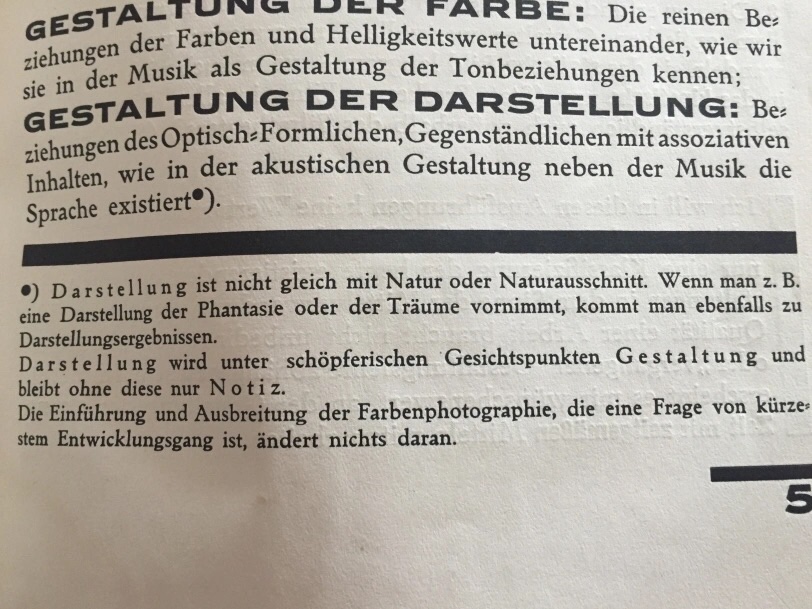 GESTALTUNG DER FARBE: Die reinen Be⸗
ziehungen der Farben und Helligkeitswerte untereinander, wie wir
sie in der Musik als Gestaltung der Tonbeziehungen kennen;
GESTALTUNG DER DARSTELLUNG: Be⸗
ziehungen des Optisch⸗Formlichen, Gegenständlichen mit assoziativen
Inhalten, wie in der akustischen Gestaltung neben der Musik die
Sprache existiert●).
●) Darstellung ist nicht gleich mit Natur oder Naturausschnitt. Wenn man z. B.
eine Darstellung der Phantasie oder der Träume vornimmt, kommt man ebenfalls zu
Darstellungsergebnissen.
Darstellung wird unter schöpferischen Gesichtspunkten Gestaltung und
bleibt ohne diese nur Notiz.
Die Einführung und Ausbreitung der Farbenphotographie, die eine Frage von kürze⸗
stem Entwicklungsgang ist, ändert nichts daran.
5